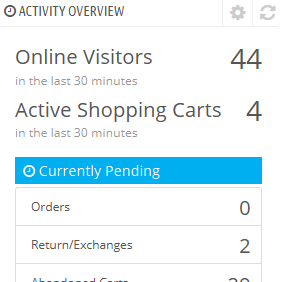 ACTIVITY OVERVIEW
Online Visitors 44
in the last 30 minutes
Active Shopping Carts 4
in the last 30 minutes
Currently Pending
Orders 0
Return/Exchanges 2
Abandoned Carts